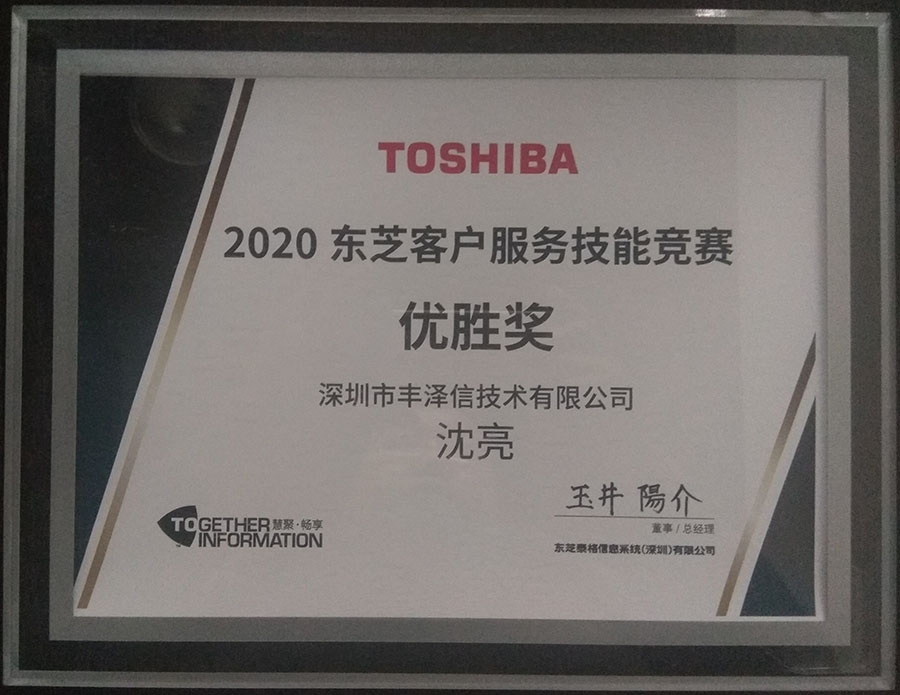 TOSHIBA
2020 东芝客户服务技能竞赛
优胜奖
深圳市丰泽信技术有限公司
沈亮
玉井 陽介
董事 / 总经理
东芝泰格信息系统(深圳)有限公司
TOGETHER 慧聚·畅享
INFORMATION